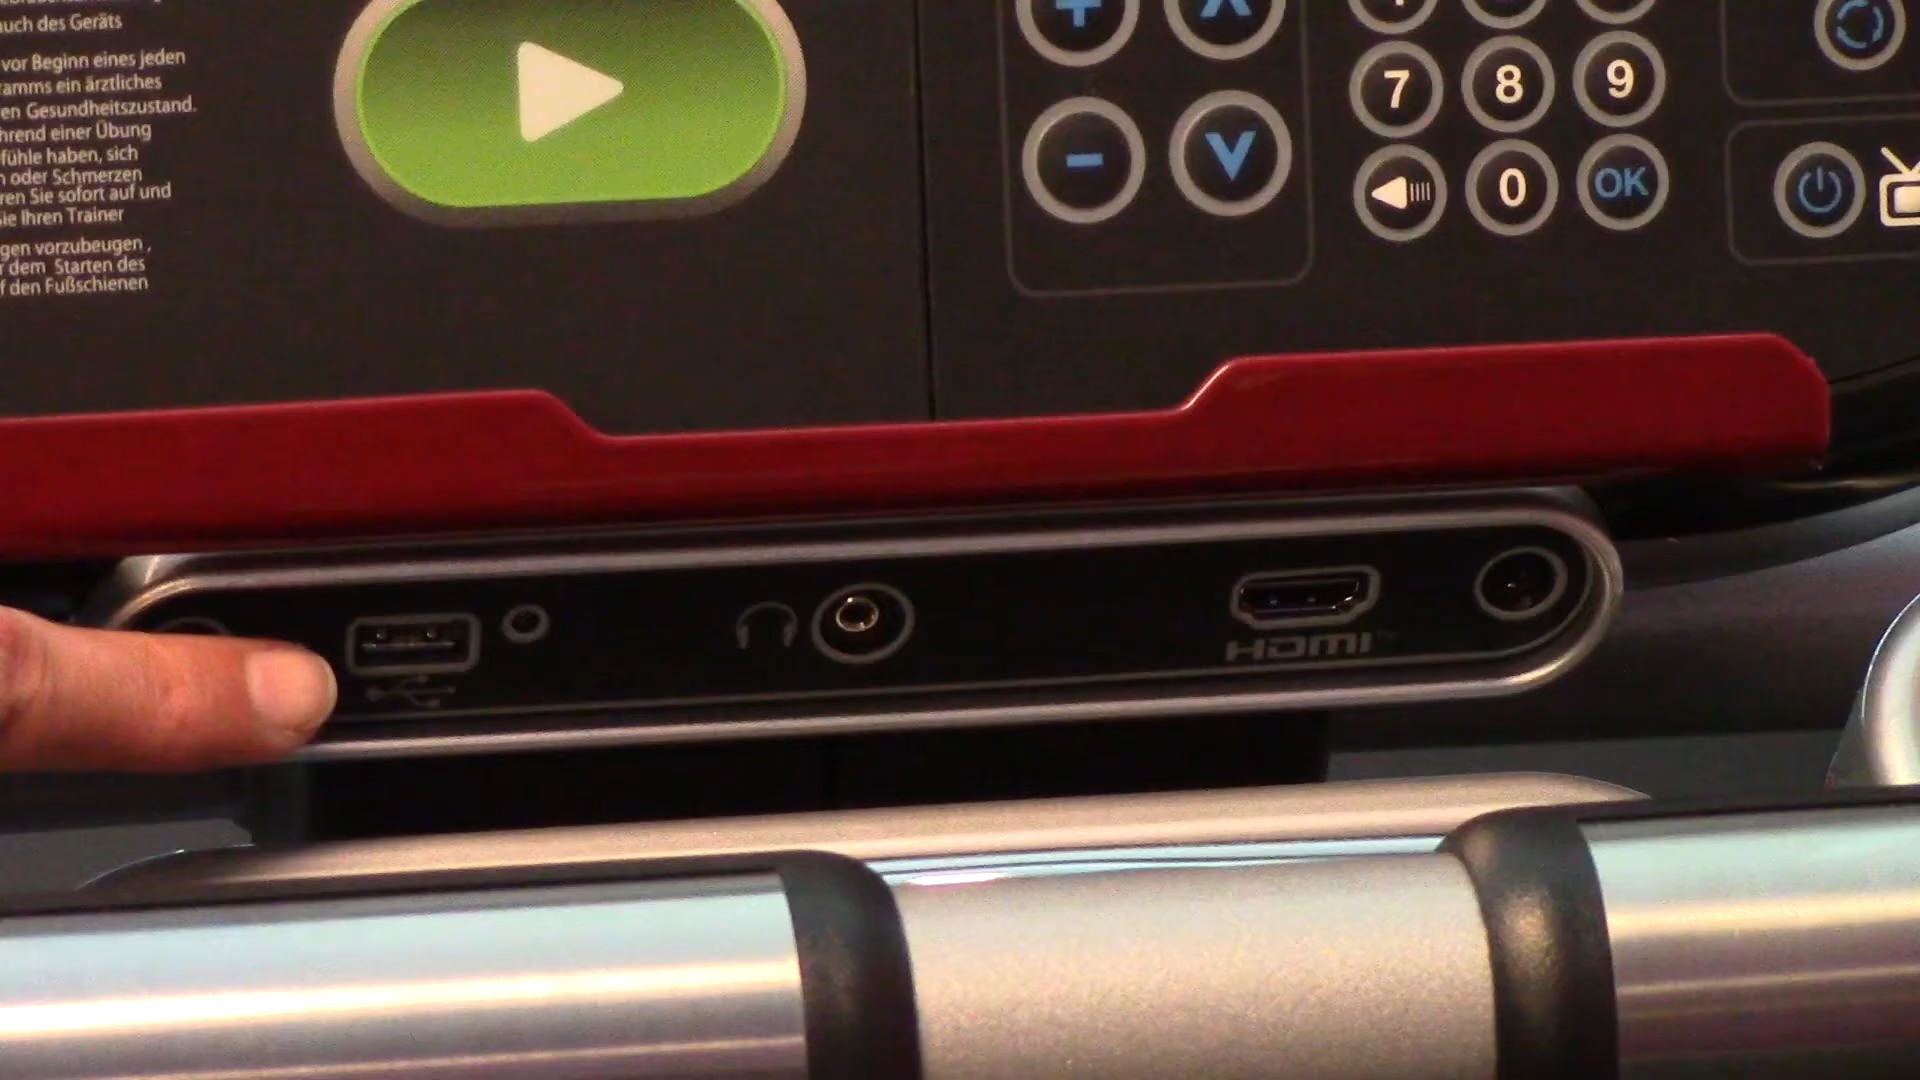 uch des Geräts
vor Beginn eines jeden
ramms ein ärztliches
en Gesundheitszustand.
hrend einer Übung
fühle haben, sich
oder Schmerzen
ren Sie sofort auf und
ie Ihren Trainer
gen vorzubeugen ,
dem Starten des
f den Fußschienen
+
-
7 8 9
0 OK
HDMI